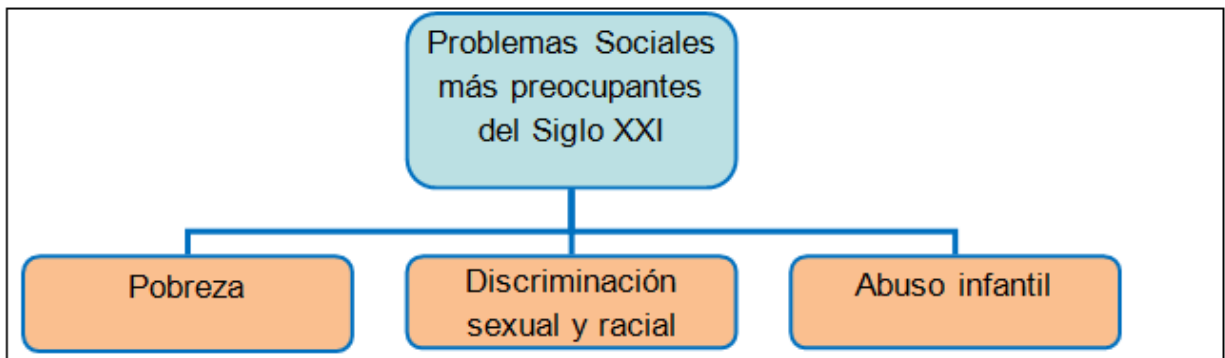 Problemas Sociales
más preocupantes
del Siglo XXI
Pobreza
Discriminación
sexual y racial
Abuso infantil